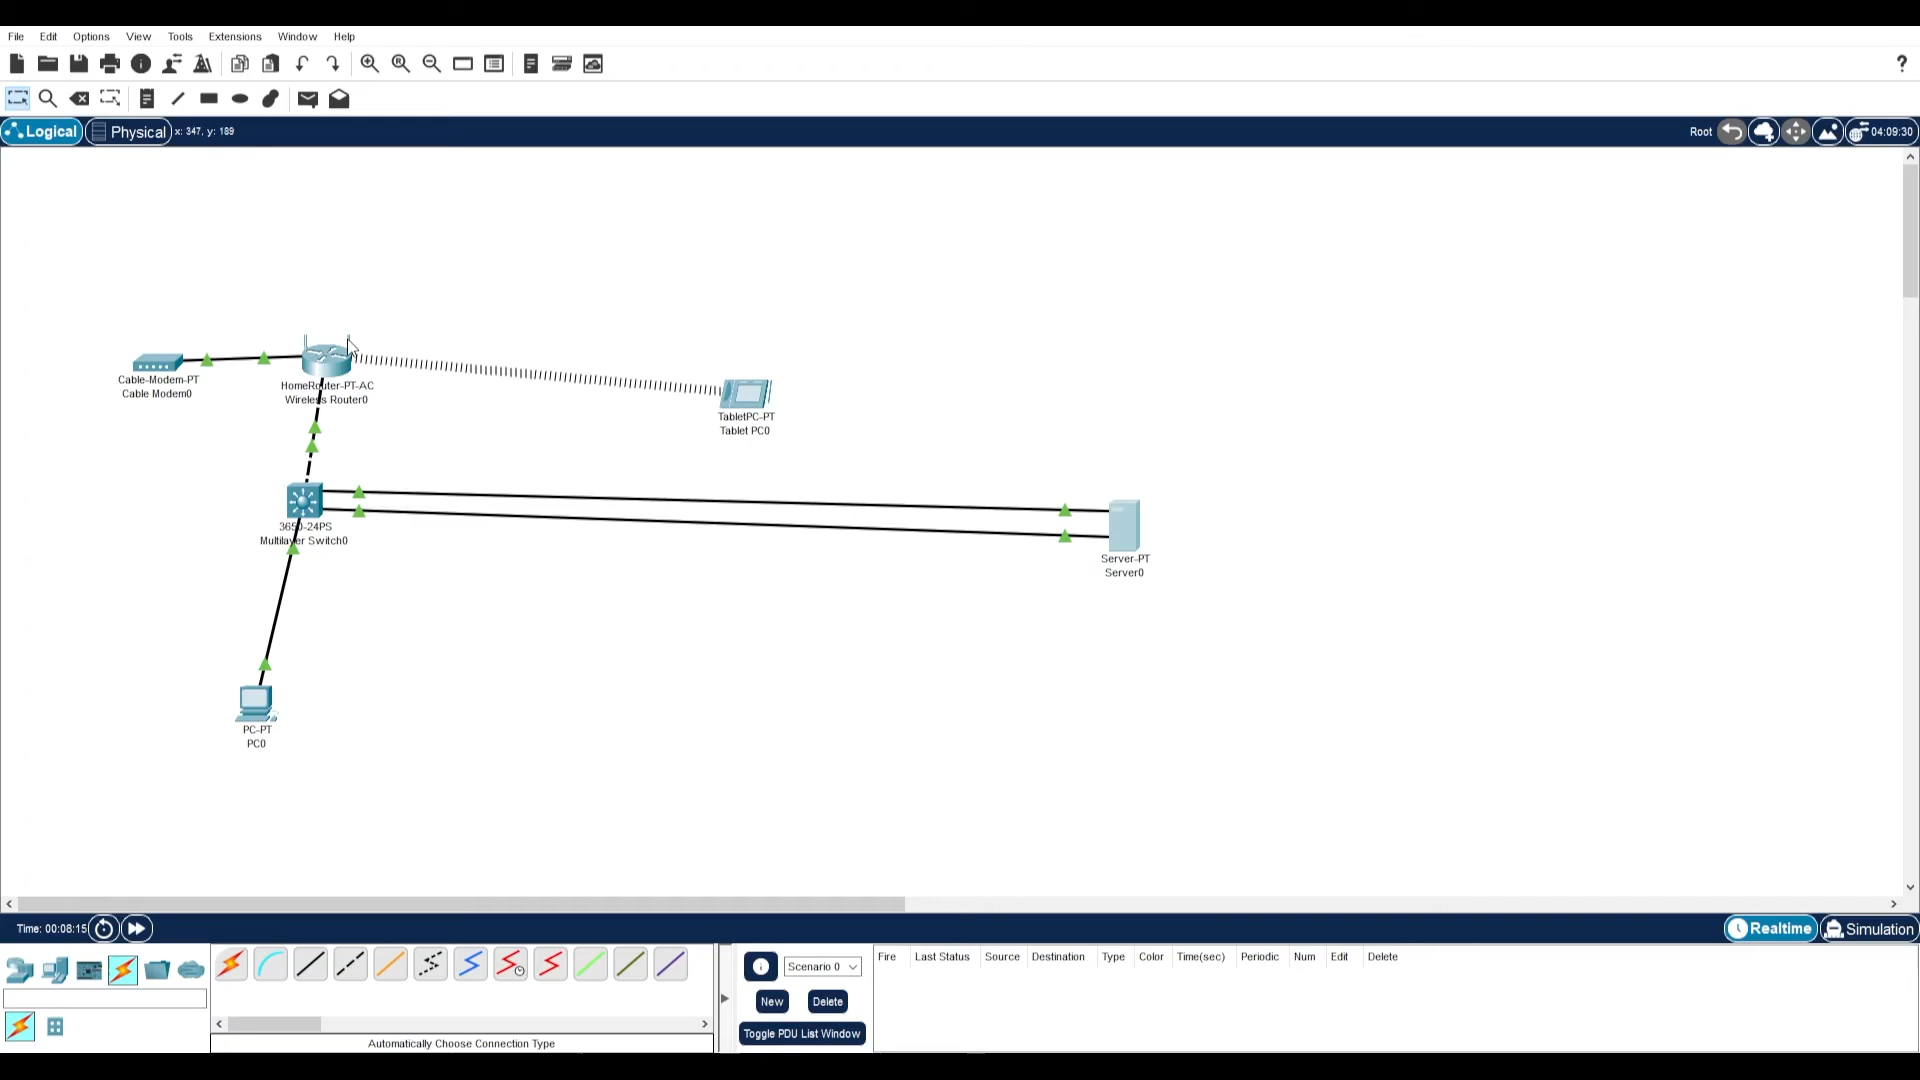 File Edit Options View Tools Extensions Window Help
?
Logical Physical x: 347, y: 189 Root 04:09:30
Cable-Modem-PT
Cable Modem0
HomeRouter-PT-AC
Wireless Router0
TabletPC-PT
Tablet PC0
3650-24PS
Multilayer Switch0
Server-PT
Server0
PC-PT
PC0
Time: 00:08:15 Realtime Simulation
Scenario 0
New Delete
Toggle PDU List Window
Fire Last Status Source Destination Type Color Time(sec) Periodic Num Edit Delete
Automatically Choose Connection Type